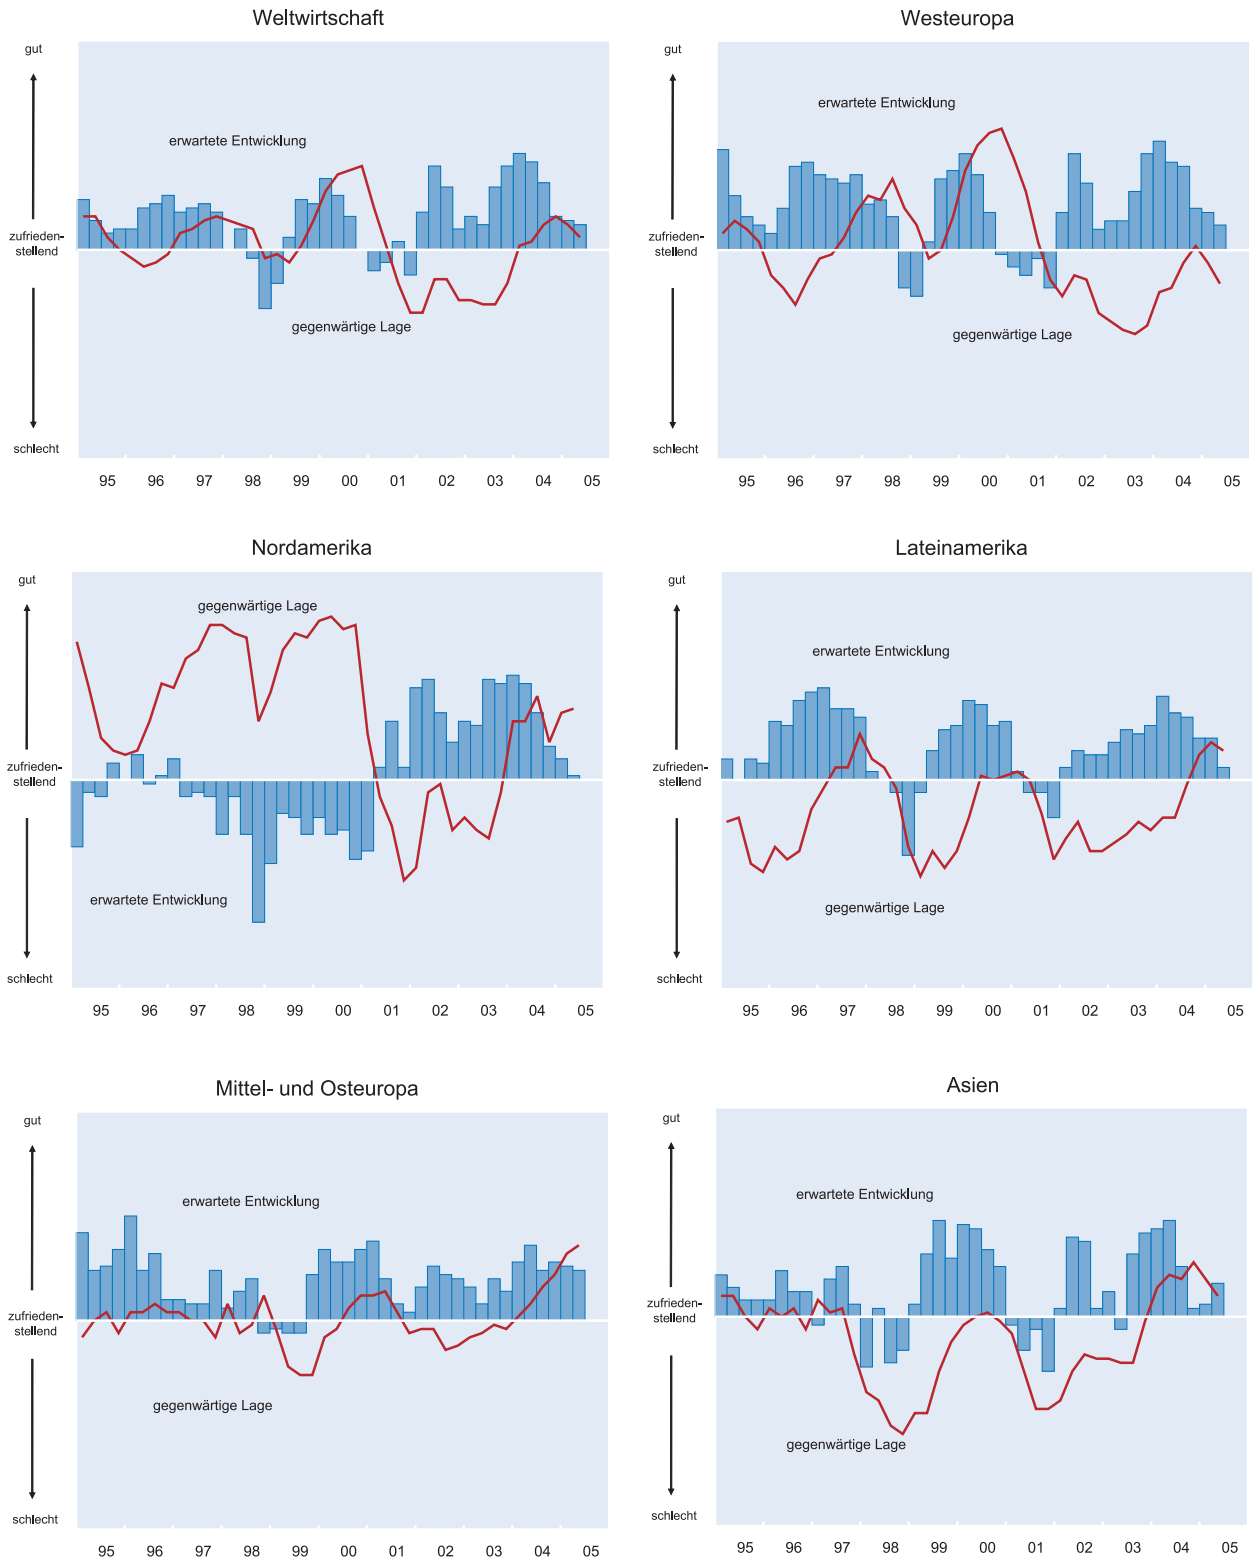 Weltwirtschaft
gut
erwartete Entwicklung
zufrieden-
stellend
gegenwärtige Lage
schlecht
95 96 97 98 99 00 01 02 03 04 05
Westeuropa
gut
erwartete Entwicklung
zufrieden-
stellend
gegenwärtige Lage
schlecht
95 96 97 98 99 00 01 02 03 04 05
Nordamerika
gut
gegenwärtige Lage
zufrieden-
stellend
erwartete Entwicklung
schlecht
95 96 97 98 99 00 01 02 03 04 05
Lateinamerika
gut
erwartete Entwicklung
zufrieden-
stellend
gegenwärtige Lage
schlecht
95 96 97 98 99 00 01 02 03 04 05
Mittel- und Osteuropa
gut
erwartete Entwicklung
zufrieden-
stellend
gegenwärtige Lage
schlecht
95 96 97 98 99 00 01 02 03 04 05
Asien
gut
erwartete Entwicklung
zufrieden-
stellend
gegenwärtige Lage
schlecht
95 96 97 98 99 00 01 02 03 04 05